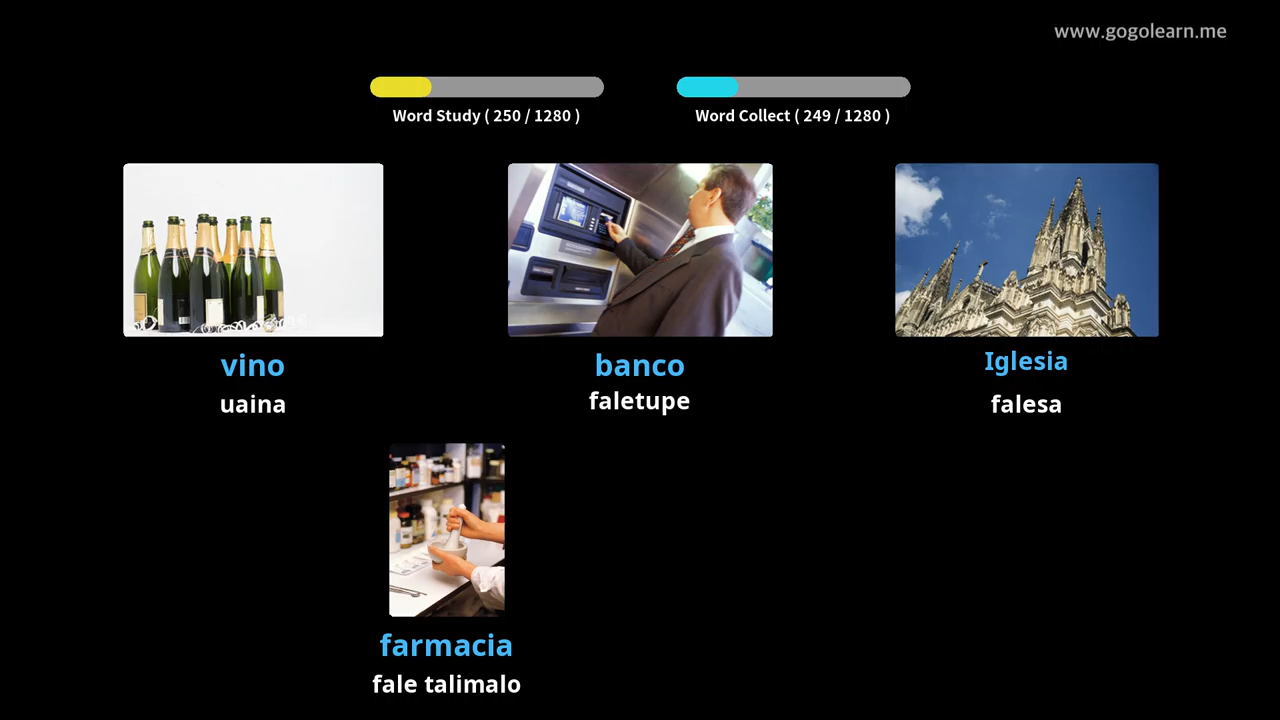 www.gogolearn.me
Word Study ( 250 / 1280 )
Word Collect ( 249 / 1280 )
vino
uaina
banco
faletupe
Iglesia
falesa
farmacia
fale talimalo